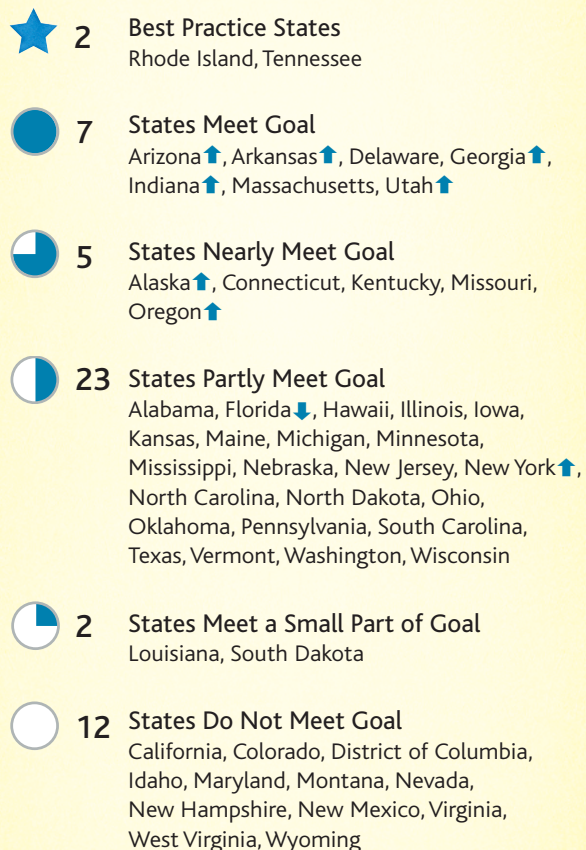 2 Best Practice States
Rhode Island, Tennessee
7 States Meet Goal
Arizona⬆, Arkansas⬆, Delaware, Georgia⬆,
Indiana⬆, Massachusetts, Utah⬆
5 States Nearly Meet Goal
Alaska⬆, Connecticut, Kentucky, Missouri,
Oregon⬆
23 States Partly Meet Goal
Alabama, Florida⬇, Hawaii, Illinois, Iowa,
Kansas, Maine, Michigan, Minnesota,
Mississippi, Nebraska, New Jersey, New York⬆,
North Carolina, North Dakota, Ohio,
Oklahoma, Pennsylvania, South Carolina,
Texas, Vermont, Washington, Wisconsin
2 States Meet a Small Part of Goal
Louisiana, South Dakota
12 States Do Not Meet Goal
California, Colorado, District of Columbia,
Idaho, Maryland, Montana, Nevada,
New Hampshire, New Mexico, Virginia,
West Virginia, Wyoming